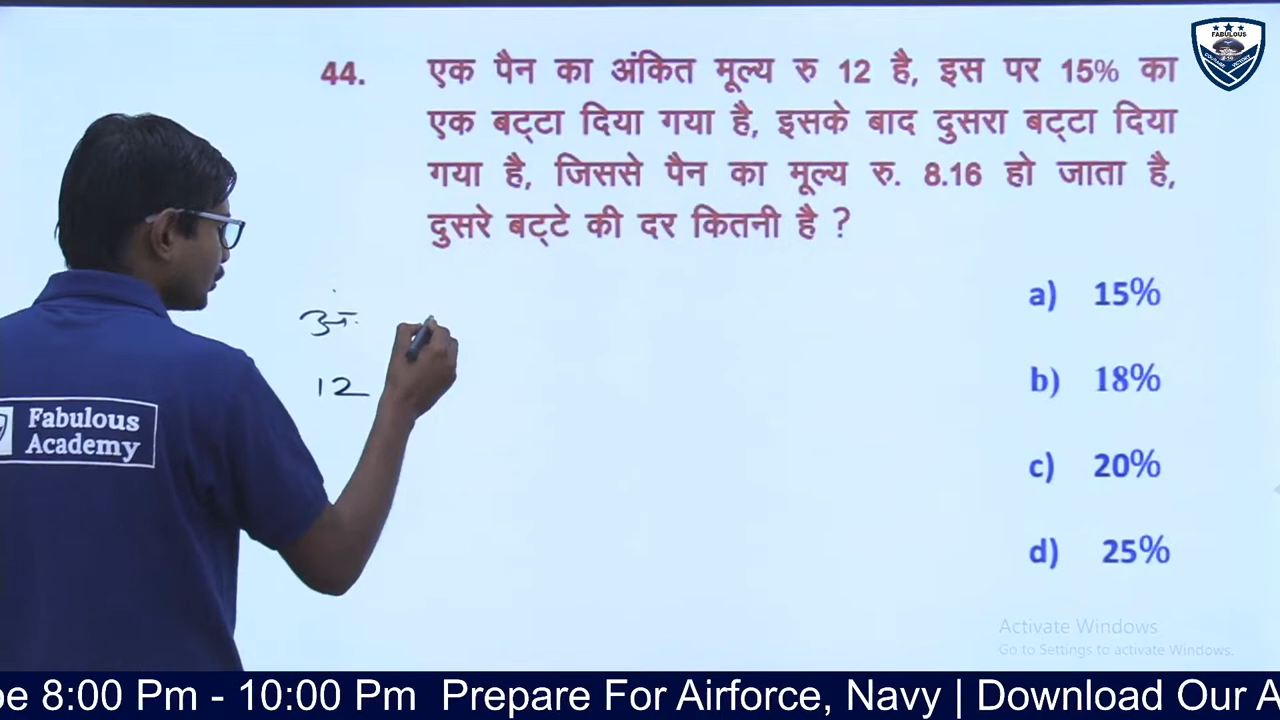 FABULOUS
44. एक पैन का अंकित मूल्य रु 12 है, इस पर 15% का
एक बट्टा दिया गया है, इसके बाद दुसरा बट्टा दिया
गया है, जिससे पैन का मूल्य रु. 8.16 हो जाता है,
दुसरे बट्टे की दर कितनी है ?
a) 15%
b) 18%
c) 20%
d) 25%
अं.
12
Fabulous
Academy
Activate Windows
Go to Settings to activate Windows.
be 8:00 Pm - 10:00 Pm Prepare For Airforce, Navy | Download Our A